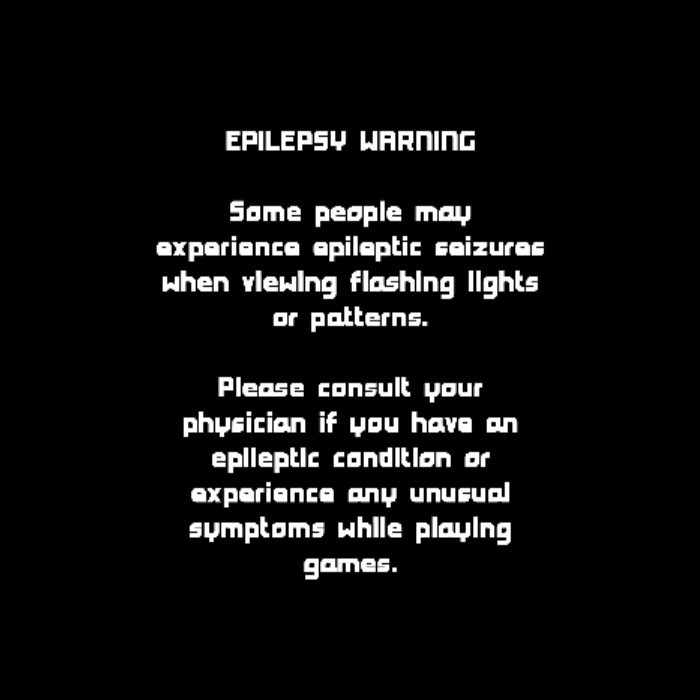 EPILEPSY WARNING
Some people may
experience epileptic seizures
when viewing flashing lights
or patterns.
Please consult your
physician if you have an
epileptic condition or
experience any unusual
symptoms while playing
games.